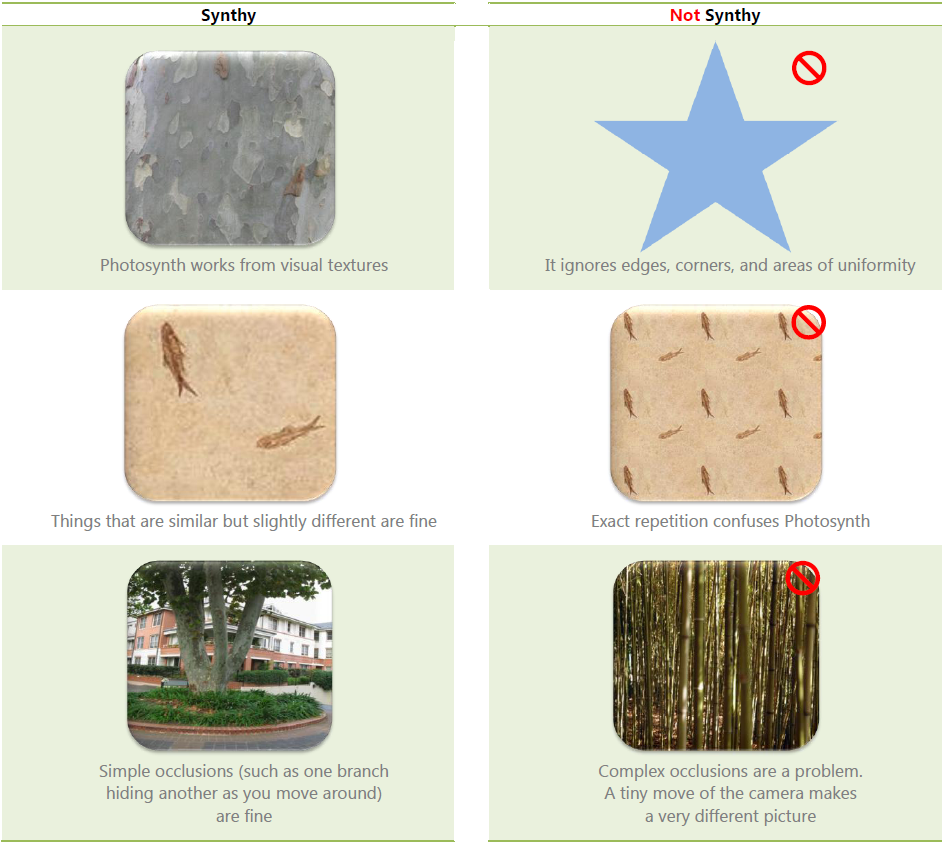 Synthy
Not Synthy
Photosynth works from visual textures
It ignores edges, corners, and areas of uniformity
Things that are similar but slightly different are fine
Exact repetition confuses Photosynth
Simple occlusions (such as one branch
hiding another as you move around)
are fine
Complex occlusions are a problem.
A tiny move of the camera makes
a very different picture